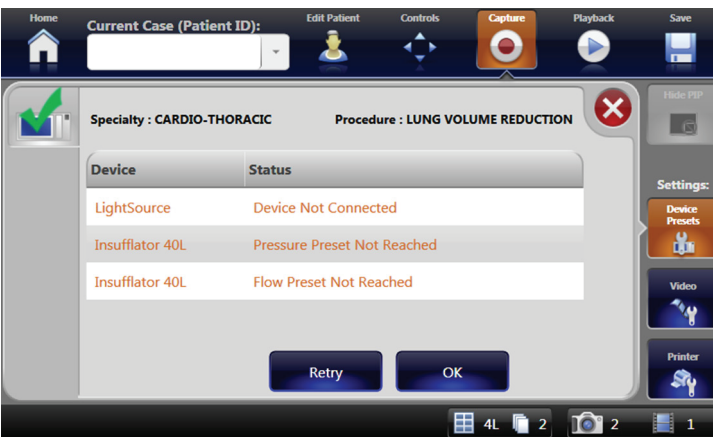 Home
Current Case (Patient ID):
Edit Patient
Controls
Capture
Playback
Save
Specialty : CARDIO-THORACIC
Procedure : LUNG VOLUME REDUCTION
Hide PIP
Device Status
LightSource Device Not Connected
Insufflator 40L Pressure Preset Not Reached
Insufflator 40L Flow Preset Not Reached
Settings:
Device
Presets
Video
Printer
Retry OK
4L 2 2 1